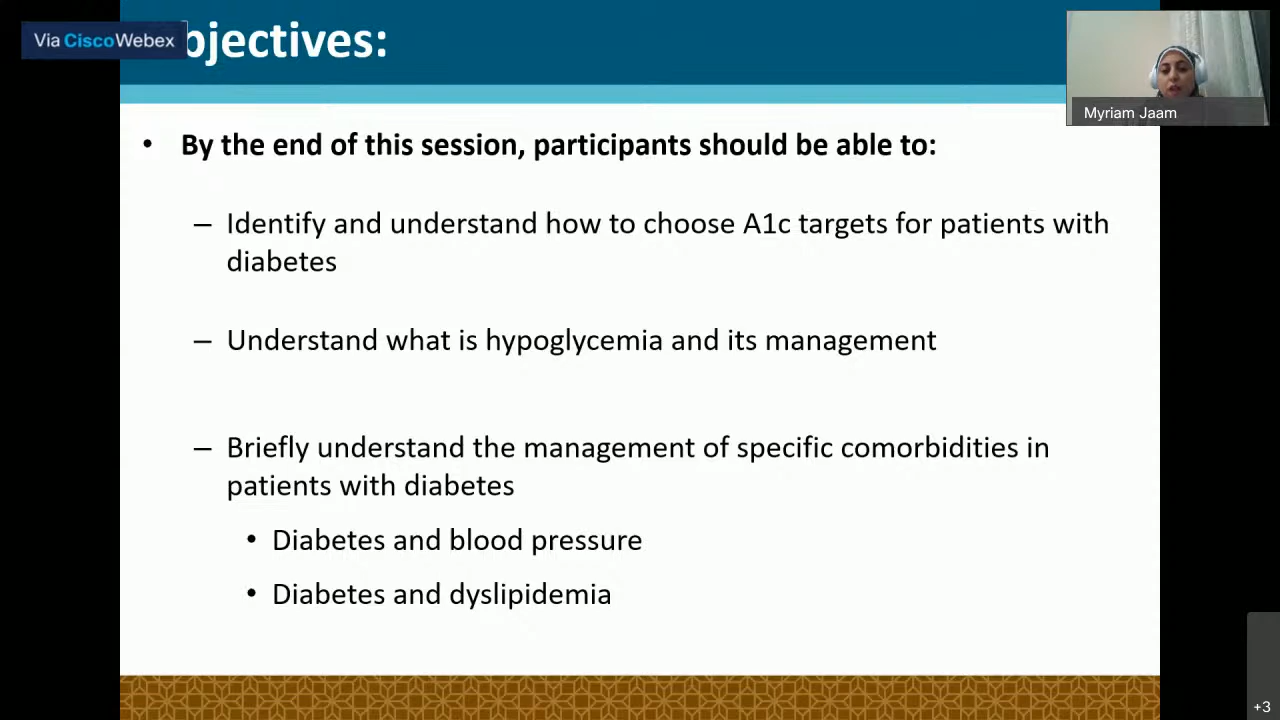 Via CiscoWebex
bjectives:
Myriam Jaam
• By the end of this session, participants should be able to:
– Identify and understand how to choose A1c targets for patients with
diabetes
– Understand what is hypoglycemia and its management
– Briefly understand the management of specific comorbidities in
patients with diabetes
• Diabetes and blood pressure
• Diabetes and dyslipidemia
+3